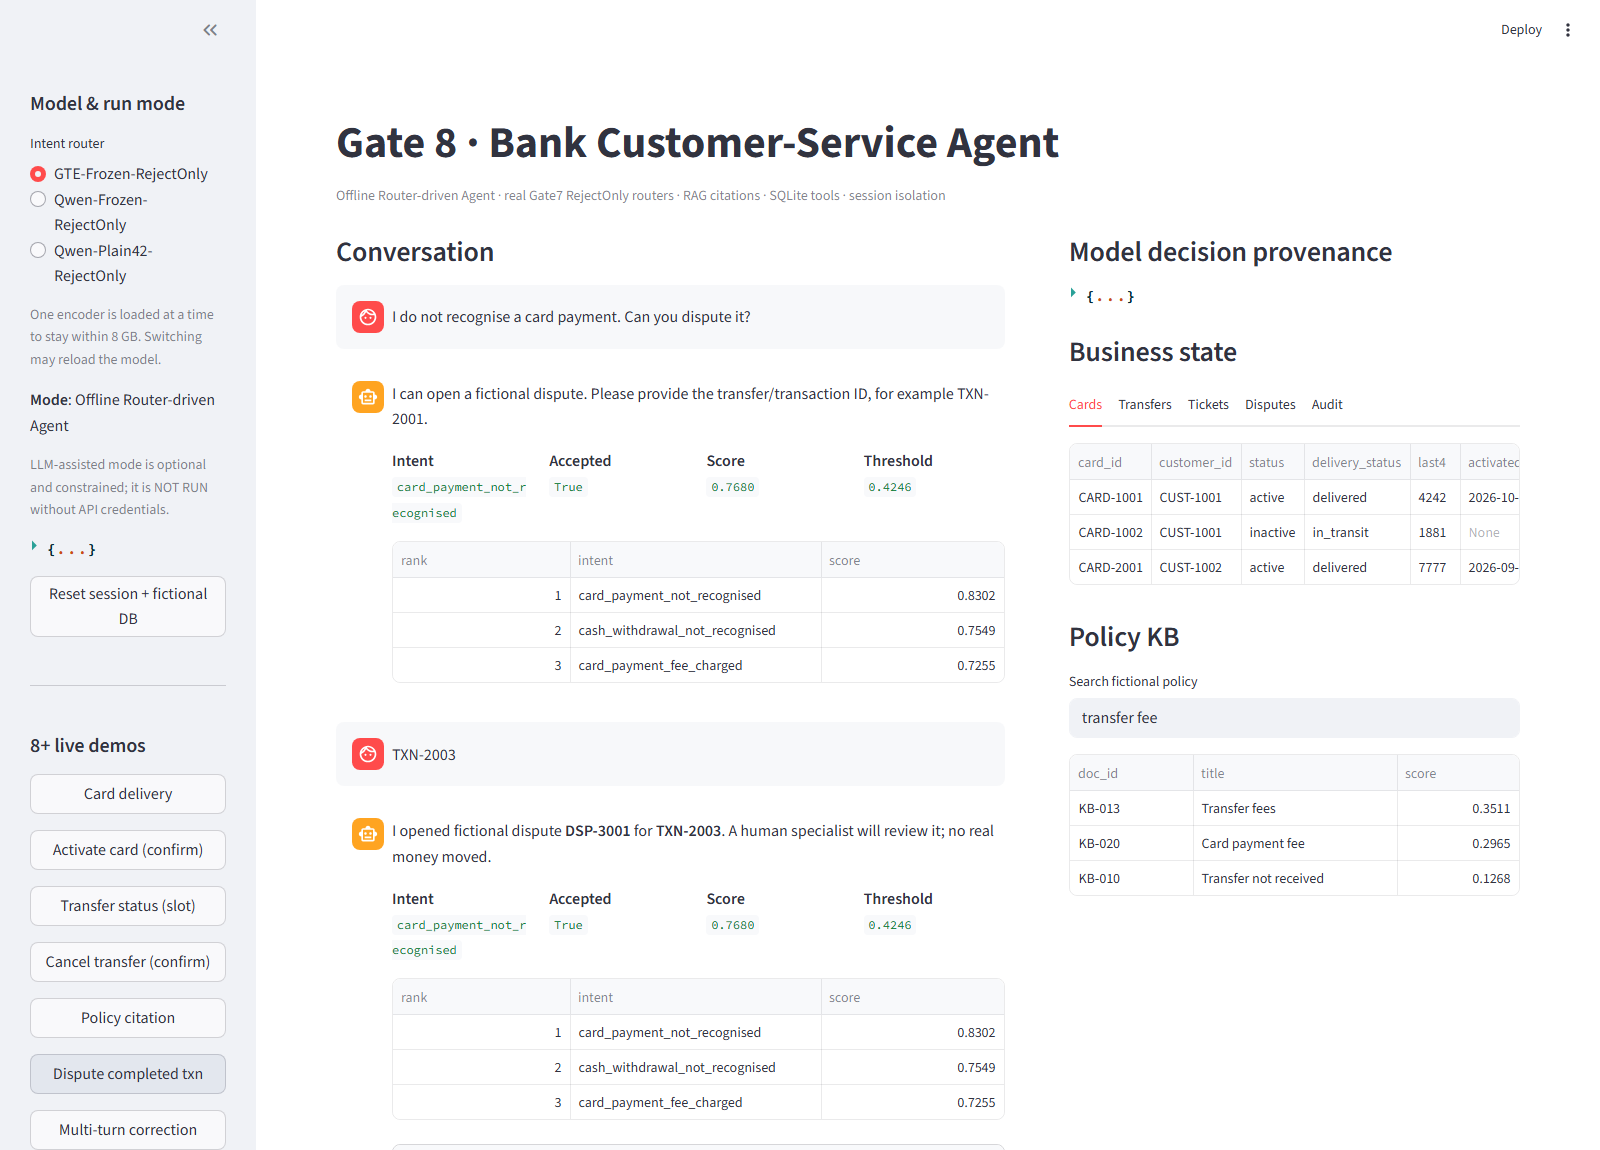 Model & run mode
Intent router
GTE-Frozen-RejectOnly
Qwen-Frozen-
RejectOnly
Qwen-Plain42-
RejectOnly
One encoder is loaded at a time
to stay within 8 GB. Switching
may reload the model.
Mode: Offline Router-driven
Agent
LLM-assisted mode is optional
and constrained; it is NOT RUN
without API credentials.
{...}
Reset session + fictional
DB
8+ live demos
Card delivery
Activate card (confirm)
Transfer status (slot)
Cancel transfer (confirm)
Policy citation
Dispute completed txn
Multi-turn correction
Deploy
Gate 8 · Bank Customer-Service Agent
Offline Router-driven Agent · real Gate7 RejectOnly routers · RAG citations · SQLite tools · session isolation
Conversation
I do not recognise a card payment. Can you dispute it?
I can open a fictional dispute. Please provide the transfer/transaction ID, for example TXN-
2001.
Intent Accepted Score Threshold
card_payment_not_r True 0.7680 0.4246
ecognised
rank intent score
1 card_payment_not_recognised 0.8302
2 cash_withdrawal_not_recognised 0.7549
3 card_payment_fee_charged 0.7255
TXN-2003
I opened fictional dispute DSP-3001 for TXN-2003. A human specialist will review it; no real
money moved.
Intent Accepted Score Threshold
card_payment_not_r True 0.7680 0.4246
ecognised
rank intent score
1 card_payment_not_recognised 0.8302
2 cash_withdrawal_not_recognised 0.7549
3 card_payment_fee_charged 0.7255
Model decision provenance
{...}
Business state
Cards Transfers Tickets Disputes Audit
card_id customer_id status delivery_status last4 activated
CARD-1001 CUST-1001 active delivered 4242 2026-10-
CARD-1002 CUST-1001 inactive in_transit 1881 None
CARD-2001 CUST-1002 active delivered 7777 2026-09-
Policy KB
Search fictional policy
transfer fee
doc_id title score
KB-013 Transfer fees 0.3511
KB-020 Card payment fee 0.2965
KB-010 Transfer not received 0.1268